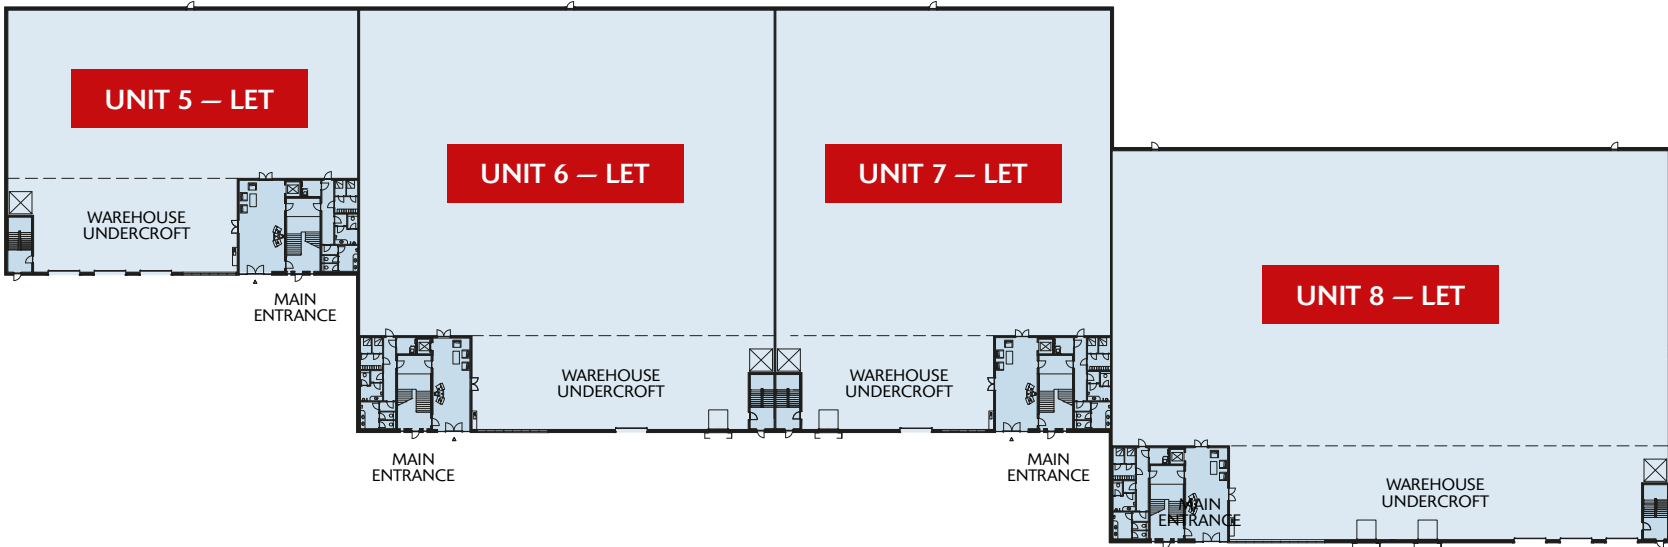 UNIT 5 — LET
UNIT 6 — LET
UNIT 7 — LET
UNIT 8 — LET
WAREHOUSE
UNDERCROFT
MAIN
ENTRANCE
WAREHOUSE
UNDERCROFT
MAIN
ENTRANCE
WAREHOUSE
UNDERCROFT
MAIN
ENTRANCE
WAREHOUSE
UNDERCROFT
MAIN
ENTRANCE